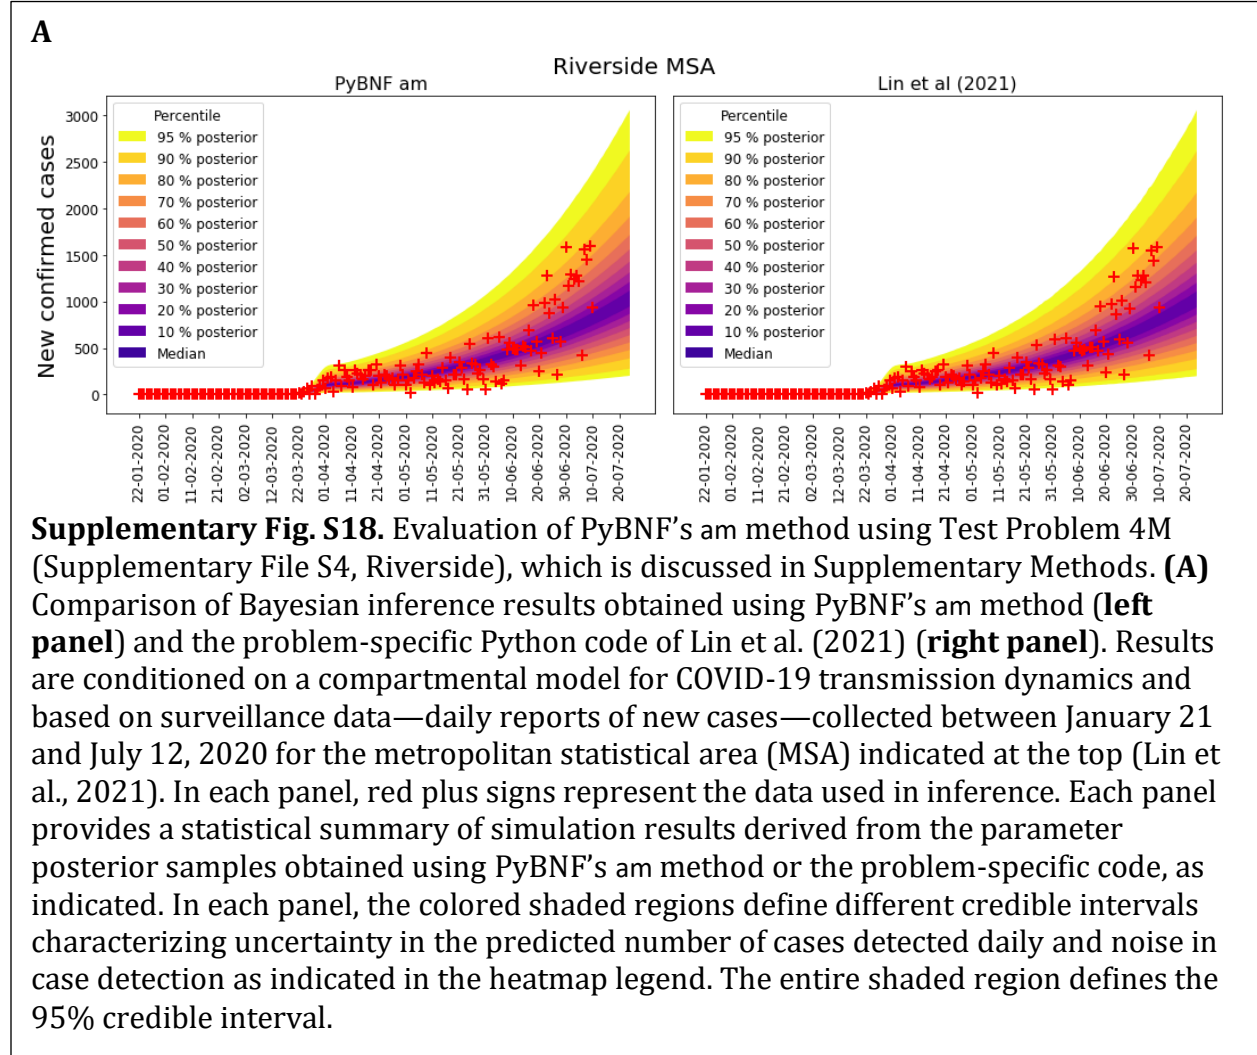 A
Riverside MSA
PyBNF am
Lin et al (2021)
New confirmed cases
3000
2500
2000
1500
1000
500
0
Percentile
95 % posterior
90 % posterior
80 % posterior
70 % posterior
60 % posterior
50 % posterior
40 % posterior
30 % posterior
20 % posterior
10 % posterior
Median
Percentile
95 % posterior
90 % posterior
80 % posterior
70 % posterior
60 % posterior
50 % posterior
40 % posterior
30 % posterior
20 % posterior
10 % posterior
Median
22-01-2020
01-02-2020
11-02-2020
21-02-2020
02-03-2020
12-03-2020
22-03-2020
01-04-2020
11-04-2020
21-04-2020
01-05-2020
11-05-2020
21-05-2020
31-05-2020
10-06-2020
20-06-2020
30-06-2020
10-07-2020
20-07-2020
22-01-2020
01-02-2020
11-02-2020
21-02-2020
02-03-2020
12-03-2020
22-03-2020
01-04-2020
11-04-2020
21-04-2020
01-05-2020
11-05-2020
21-05-2020
31-05-2020
10-06-2020
20-06-2020
30-06-2020
10-07-2020
20-07-2020
Supplementary Fig. S18. Evaluation of PyBNF's am method using Test Problem 4M
(Supplementary File S4, Riverside), which is discussed in Supplementary Methods. (A)
Comparison of Bayesian inference results obtained using PyBNF's am method (left
panel) and the problem-specific Python code of Lin et al. (2021) (right panel). Results
are conditioned on a compartmental model for COVID-19 transmission dynamics and
based on surveillance data—daily reports of new cases—collected between January 21
and July 12, 2020 for the metropolitan statistical area (MSA) indicated at the top (Lin et
al., 2021). In each panel, red plus signs represent the data used in inference. Each panel
provides a statistical summary of simulation results derived from the parameter
posterior samples obtained using PyBNF's am method or the problem-specific code, as
indicated. In each panel, the colored shaded regions define different credible intervals
characterizing uncertainty in the predicted number of cases detected daily and noise in
case detection as indicated in the heatmap legend. The entire shaded region defines the
95% credible interval.